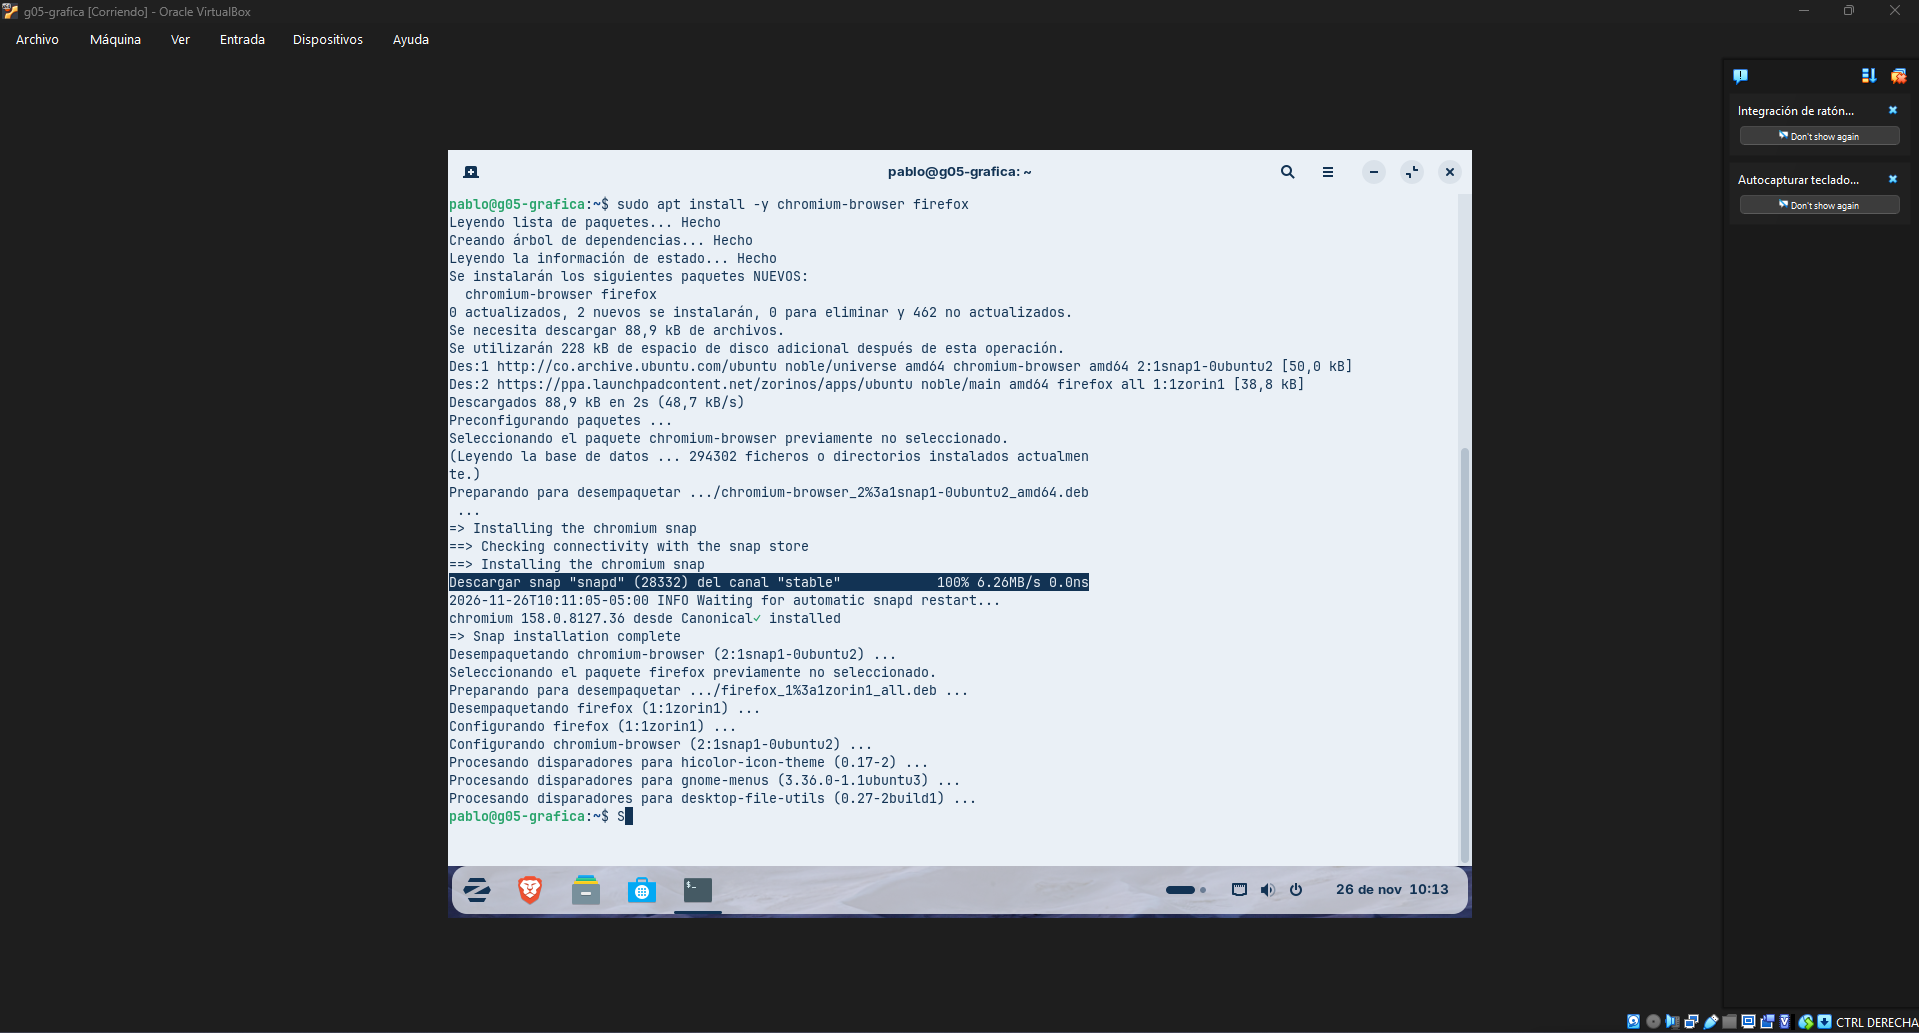 g05-grafica [Corriendo] - Oracle VirtualBox
Archivo Máquina Ver Entrada Dispositivos Ayuda
Integración de ratón...
Don't show again
Autocapturar teclado...
Don't show again
pablo@g05-grafica: ~
pablo@g05-grafica:~$ sudo apt install -y chromium-browser firefox
Leyendo lista de paquetes... Hecho
Creando árbol de dependencias... Hecho
Leyendo la información de estado... Hecho
Se instalarán los siguientes paquetes NUEVOS:
  chromium-browser firefox
0 actualizados, 2 nuevos se instalarán, 0 para eliminar y 462 no actualizados.
Se necesita descargar 88,9 kB de archivos.
Se utilizarán 228 kB de espacio de disco adicional después de esta operación.
Des:1 http://co.archive.ubuntu.com/ubuntu noble/universe amd64 chromium-browser amd64 2:1snap1-0ubuntu2 [50,0 kB]
Des:2 https://ppa.launchpadcontent.net/zorinos/apps/ubuntu noble/main amd64 firefox all 1:1zorin1 [38,8 kB]
Descargados 88,9 kB en 2s (48,7 kB/s)
Preconfigurando paquetes ...
Seleccionando el paquete chromium-browser previamente no seleccionado.
(Leyendo la base de datos ... 294302 ficheros o directorios instalados actualmen
te.)
Preparando para desempaquetar .../chromium-browser_2%3a1snap1-0ubuntu2_amd64.deb
 ...
=> Installing the chromium snap
==> Checking connectivity with the snap store
==> Installing the chromium snap
Descargar snap "snapd" (28332) del canal "stable"            100% 6.26MB/s 0.0ns
2026-11-26T10:11:05-05:00 INFO Waiting for automatic snapd restart...
chromium 158.0.8127.36 desde Canonical✓ installed
=> Snap installation complete
Desempaquetando chromium-browser (2:1snap1-0ubuntu2) ...
Seleccionando el paquete firefox previamente no seleccionado.
Preparando para desempaquetar .../firefox_1%3a1zorin1_all.deb ...
Desempaquetando firefox (1:1zorin1) ...
Configurando firefox (1:1zorin1) ...
Configurando chromium-browser (2:1snap1-0ubuntu2) ...
Procesando disparadores para hicolor-icon-theme (0.17-2) ...
Procesando disparadores para gnome-menus (3.36.0-1.1ubuntu3) ...
Procesando disparadores para desktop-file-utils (0.27-2build1) ...
pablo@g05-grafica:~$ S
26 de nov 10:13
CTRL DERECHA